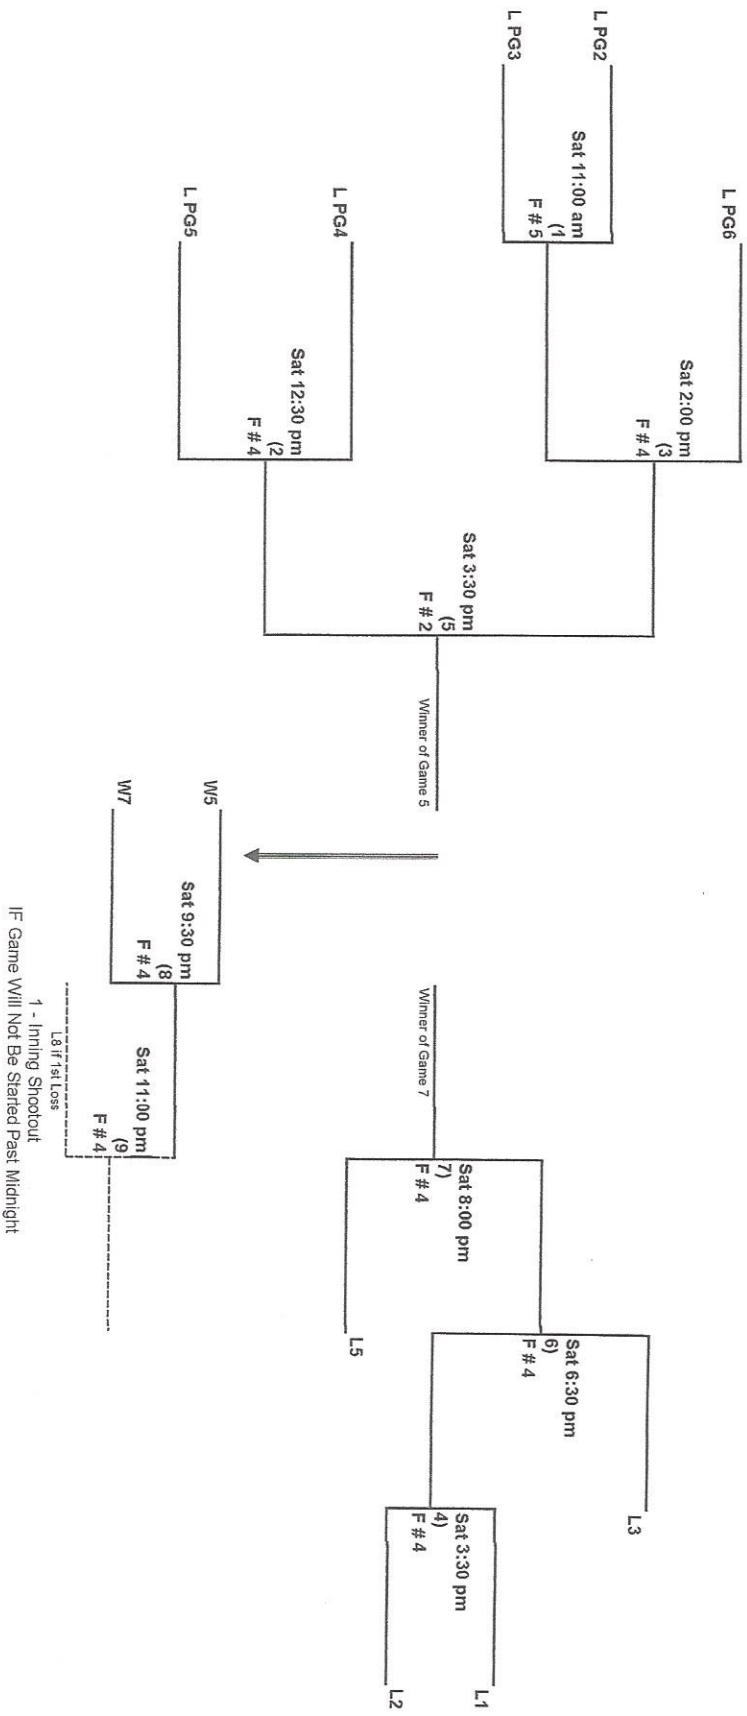 L PG6
Sat 2:00 pm
(3
F # 4
L PG2
Sat 11:00 am
(1
F # 5
L PG3
Sat 3:30 pm
(5
F # 2
Winner of Game 5
L PG4
Sat 12:30 pm
(2
F # 4
L PG5
L3
Sat 6:30 pm
6)
F # 4
L1
Sat 3:30 pm
4)
F # 4
L2
Sat 8:00 pm
7)
F # 4
Winner of Game 7
L5
W5
Sat 9:30 pm
(8
F # 4
W7
Sat 11:00 pm
(9
F # 4
L8 if 1st Loss
1 - Inning Shootout
IF Game Will Not Be Started Past Midnight